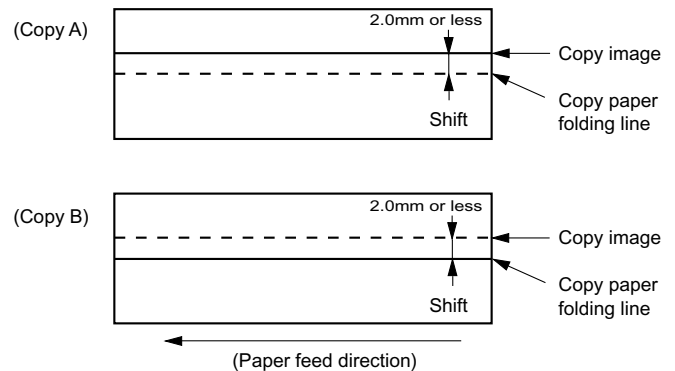 (Copy A)
2.0mm or less
Copy image
Copy paper
folding line
Shift
(Copy B)
2.0mm or less
Copy image
Copy paper
folding line
Shift
(Paper feed direction)